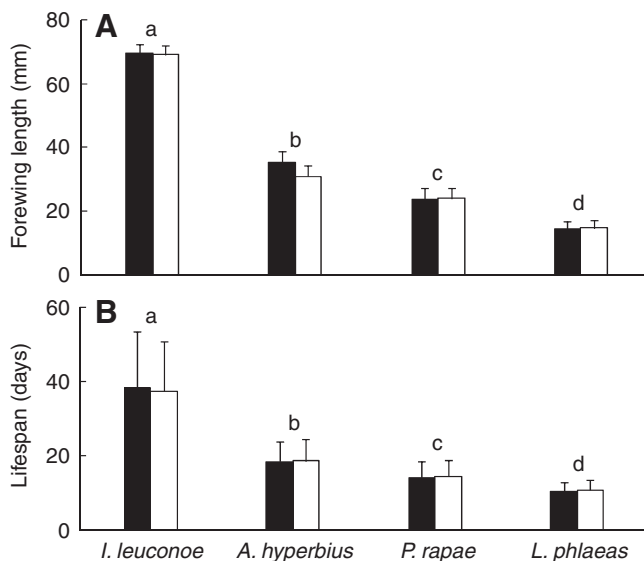 A
Forewing length (mm)
80
60
40
20
0
a
b
c
d
B
Lifespan (days)
60
40
20
0
a
b
c
d
I. leuconoe A. hyperbius P. rapae L. phlaeas